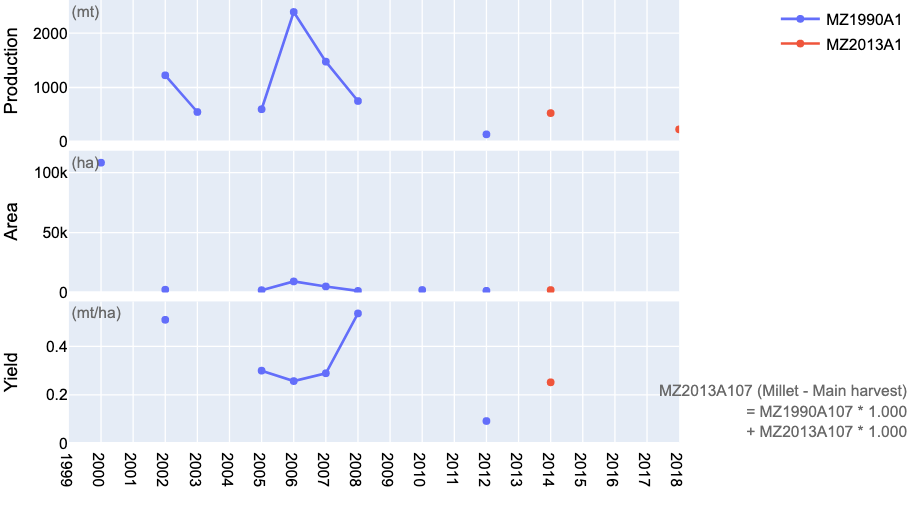 (mt)
Production
2000
1000
0
MZ1990A1
MZ2013A1
(ha)
Area
100k
50k
0
(mt/ha)
Yield
0.4
0.2
0
MZ2013A107 (Millet - Main harvest)
= MZ1990A107 * 1.000
+ MZ2013A107 * 1.000
1999
2000
2001
2002
2003
2004
2005
2006
2007
2008
2009
2010
2011
2012
2013
2014
2015
2016
2017
2018